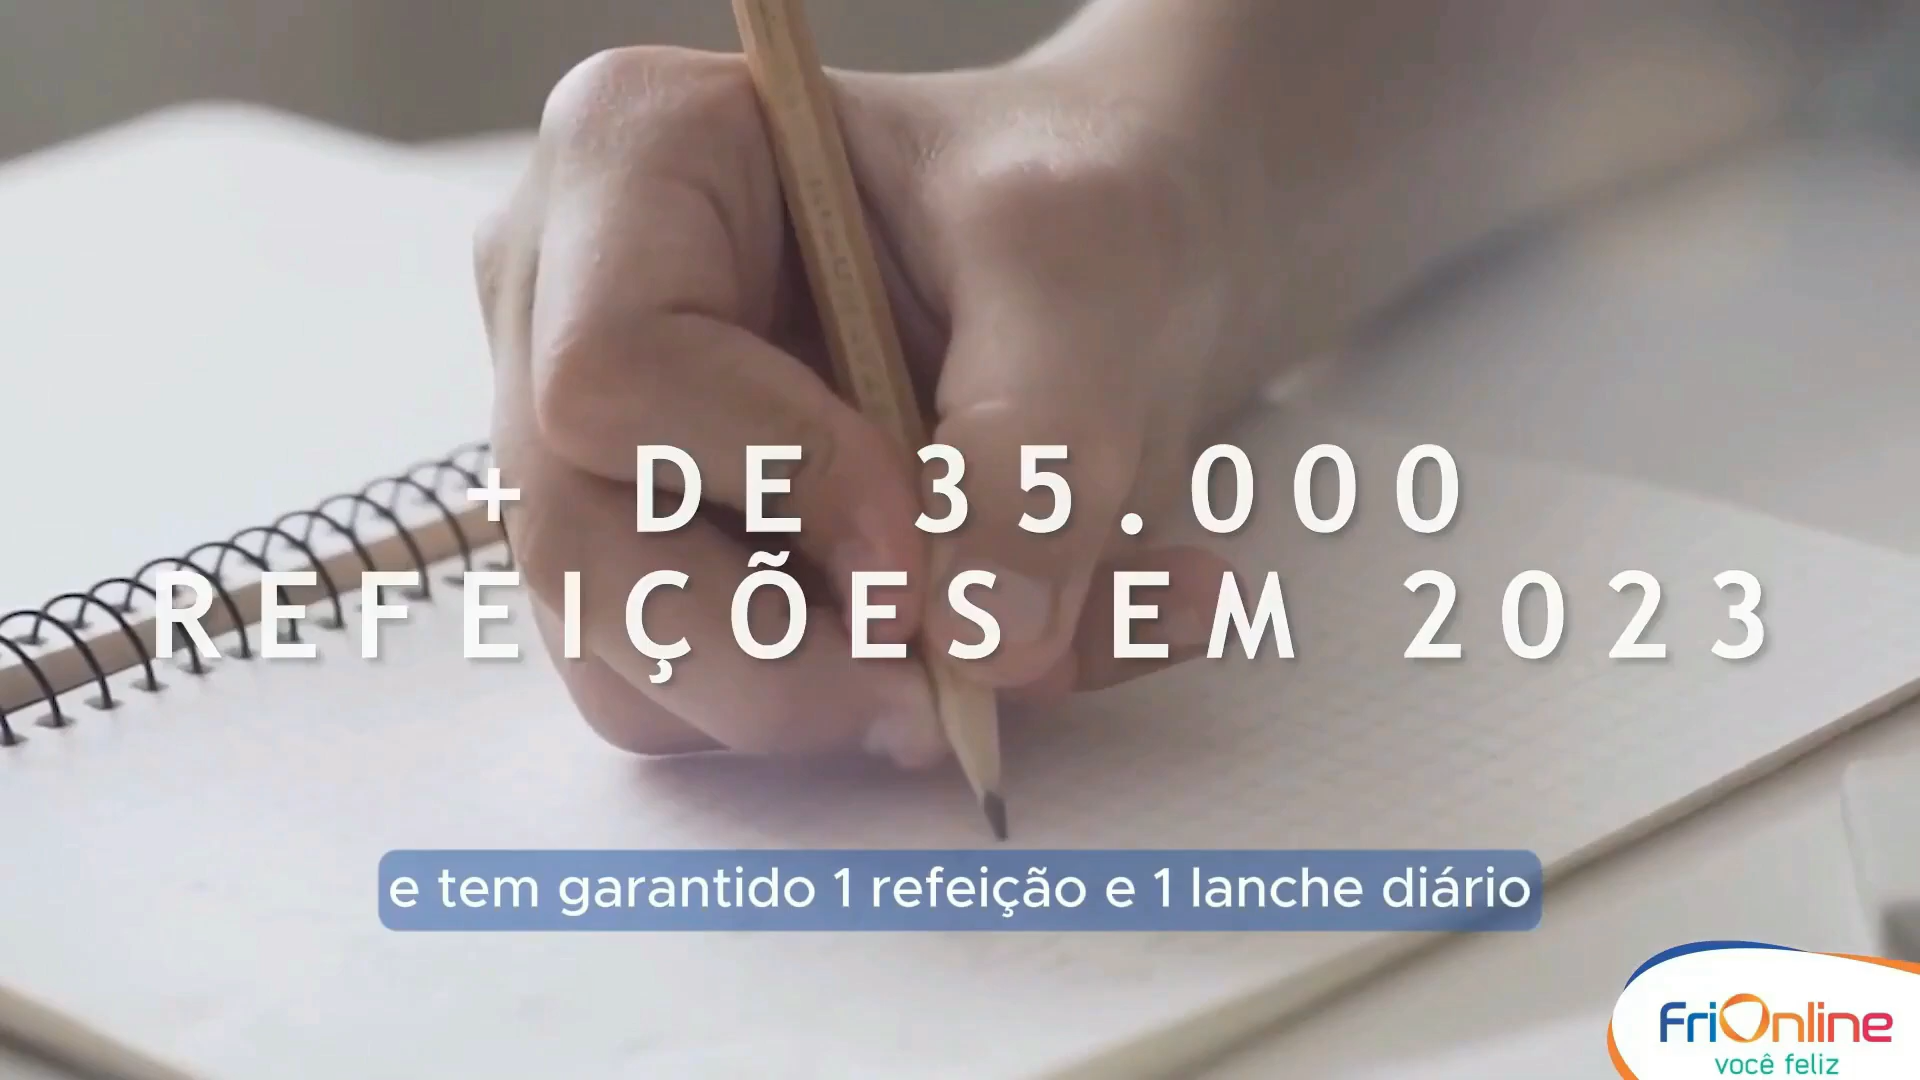 + DE 35.000
REFEIÇÕES EM 2023
e tem garantido 1 refeição e 1 lanche diário
FriOnline
você feliz